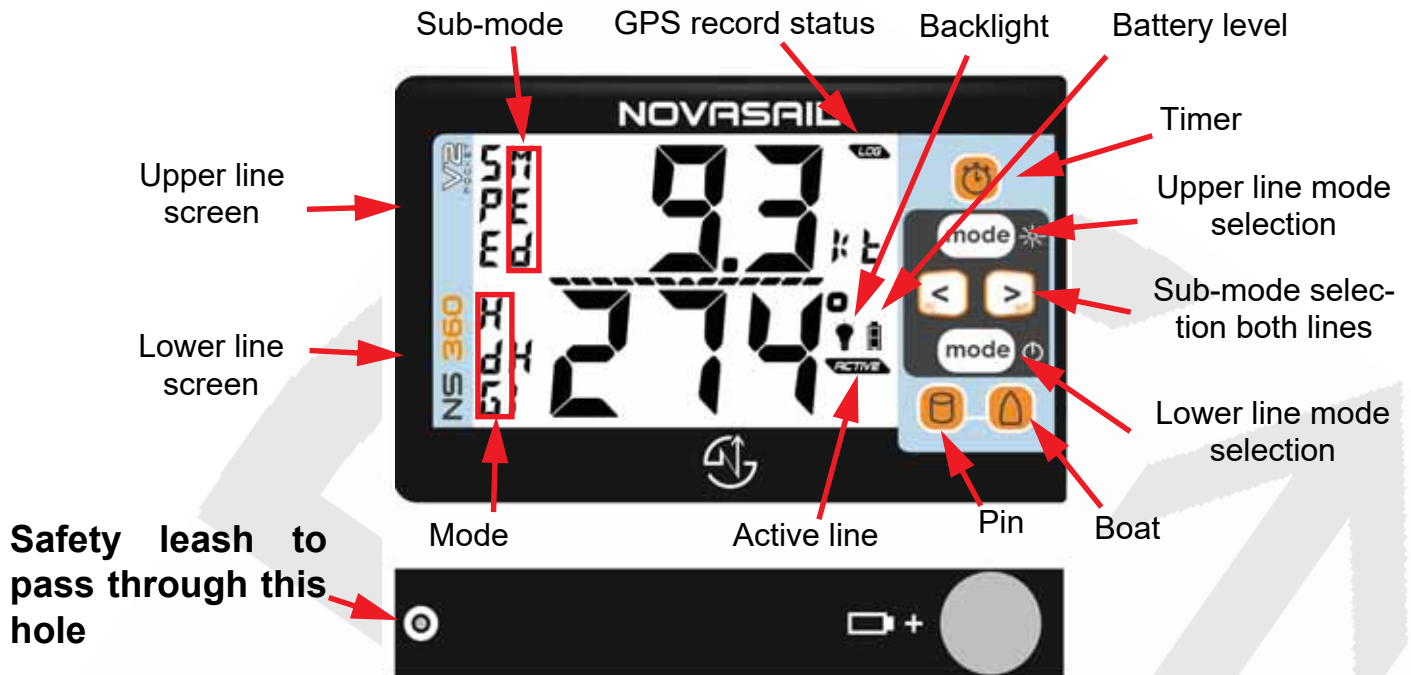 Sub-mode
GPS record status
Backlight
Battery level
NOVASAIL
Timer
Upper line
screen
V2
POCKET
SPEE
MEd
9.3
LOG
kt
mode
Upper line mode
selection
< >
Sub-mode selec-
tion both lines
Lower line
screen
NS 360
HdG
H
274°
ACTIVE
mode
Lower line mode
selection
Mode
Active line
Pin
Boat
Safety leash to
pass through this
hole
+